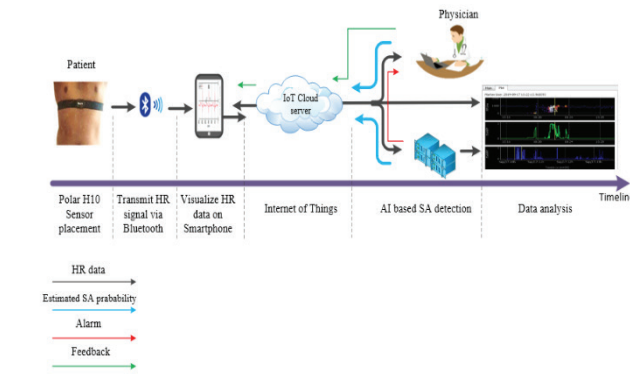 Physician
Patient
IoT Cloud
server
Timeline
Polar H10
Sensor
placement
Transmit HR
signal via
Bluetooth
Visualize HR
data on
Smartphone
Internet of Things
AI based SA detection
Data analysis
HR data
Estimated SA prabability
Alarm
Feedback